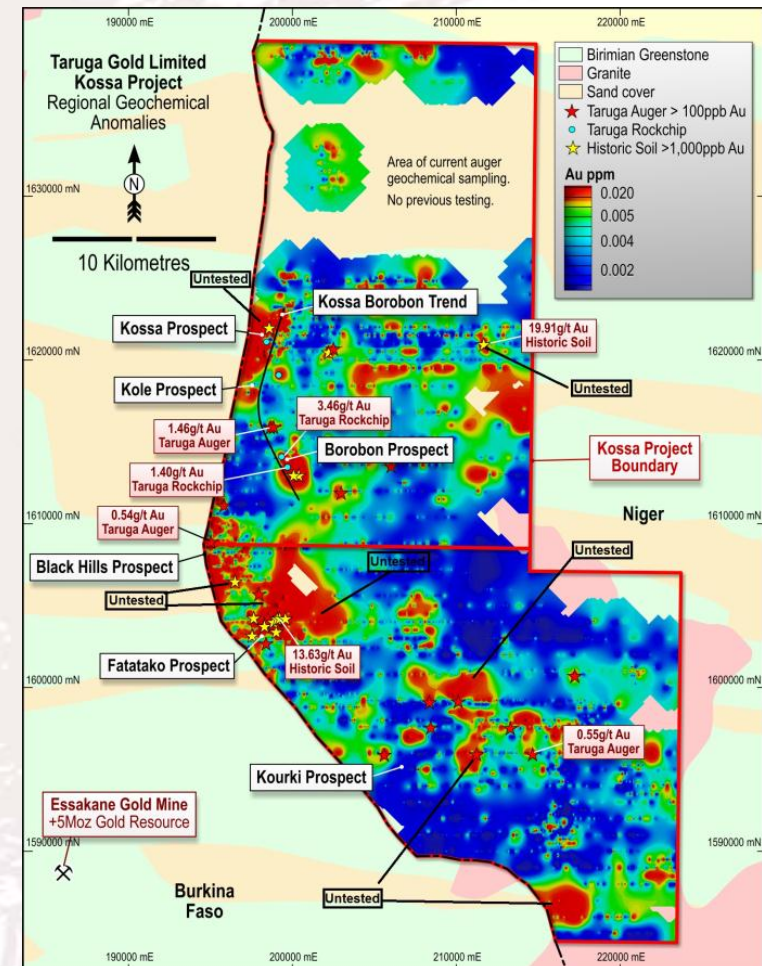 190000 mE
200000 mE
210000 mE
220000 mE
Taruga Gold Limited
Kossa Project
Regional Geochemical
Anomalies
N
10 Kilometres
Birimian Greenstone
Granite
Sand cover
Taruga Auger > 100ppb Au
Taruga Rockchip
Historic Soil >1,000ppb Au
Au ppm
0.020
0.005
0.004
0.002
Area of current auger
geochemical sampling.
No previous testing.
1630000 mN
Untested
Kossa Borobon Trend
Kossa Prospect
19.91g/t Au
Historic Soil
1620000 mN
1620000 mN
Kole Prospect
Untested
3.46g/t Au
Taruga Rockchip
1.46g/t Au
Taruga Auger
Borobon Prospect
1.40g/t Au
Taruga Rockchip
Kossa Project
Boundary
0.54g/t Au
Taruga Auger
Niger
1610000 mN
1610000 mN
Black Hills Prospect
Untested
Untested
Untested
Fatatako Prospect
13.63g/t Au
Historic Soil
1600000 mN
1600000 mN
0.55g/t Au
Taruga Auger
Kourki Prospect
Essakane Gold Mine
+5Moz Gold Resource
1590000 mN
1590000 mN
Burkina
Faso
Untested
190000 mE
200000 mE
210000 mE
220000 mE